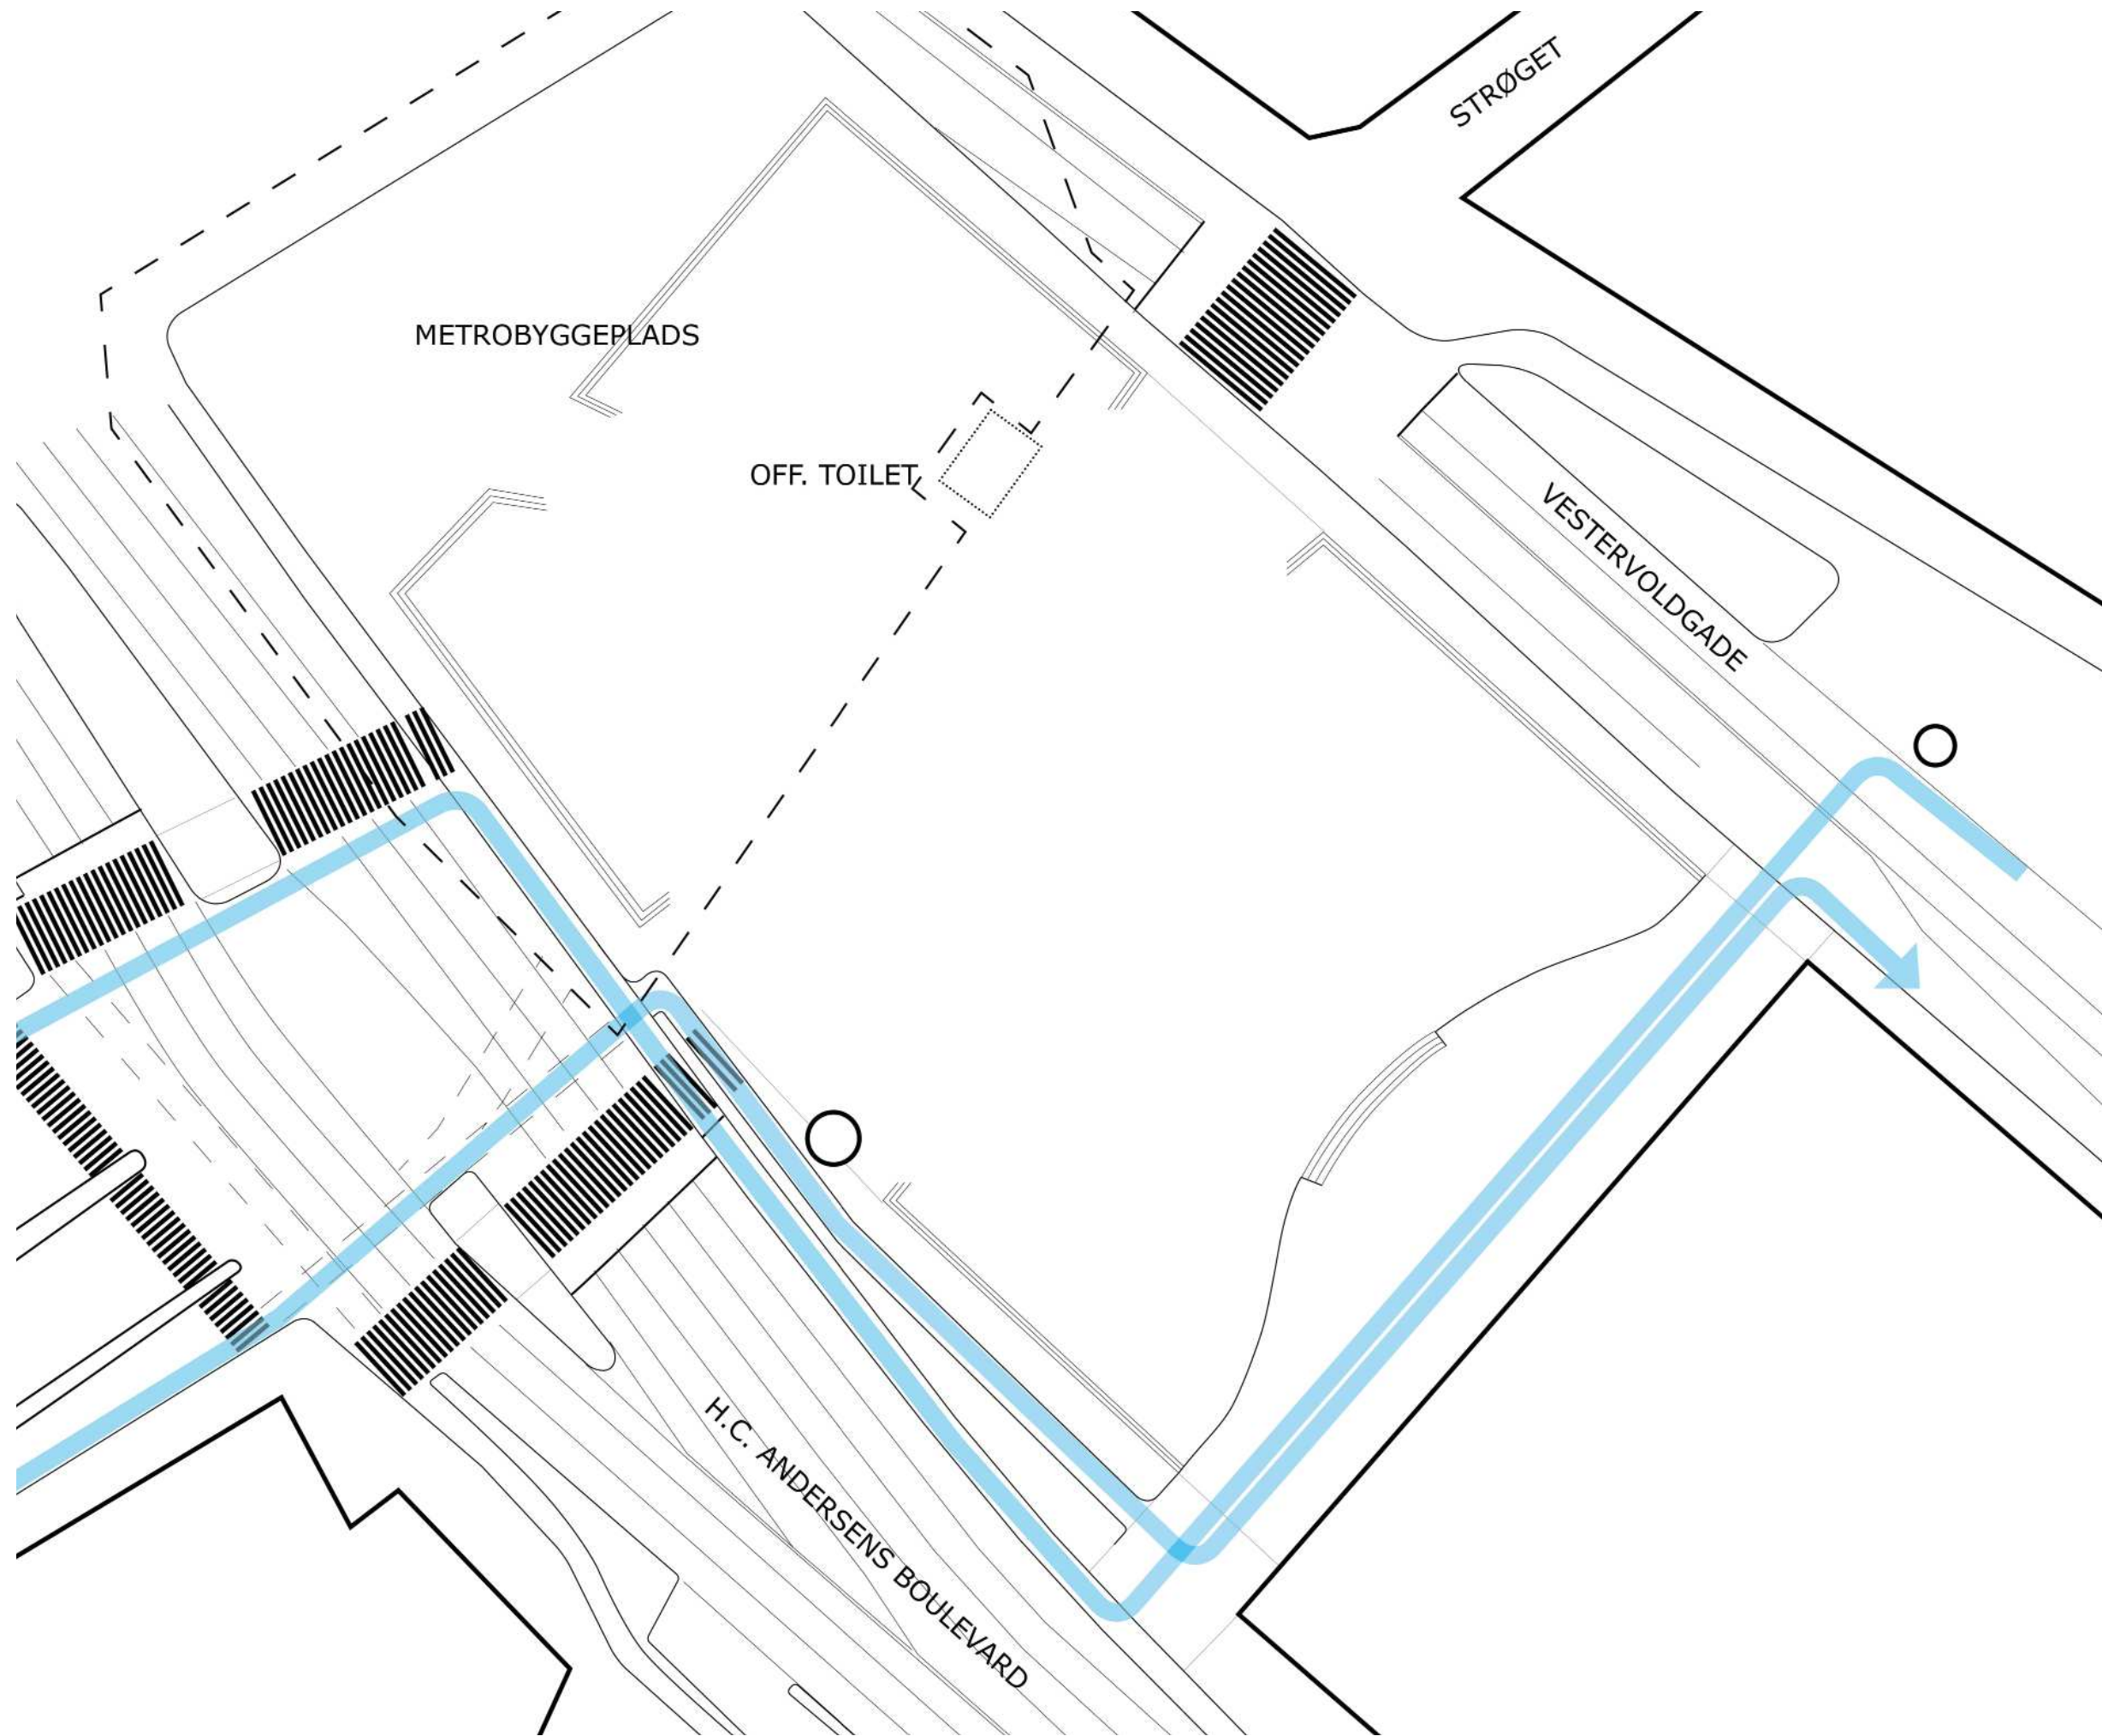 STRØGET
METROBYGGEPLADS
OFF. TOILET
VESTERVOLDGADE
H.C. ANDERSENS BOULEVARD